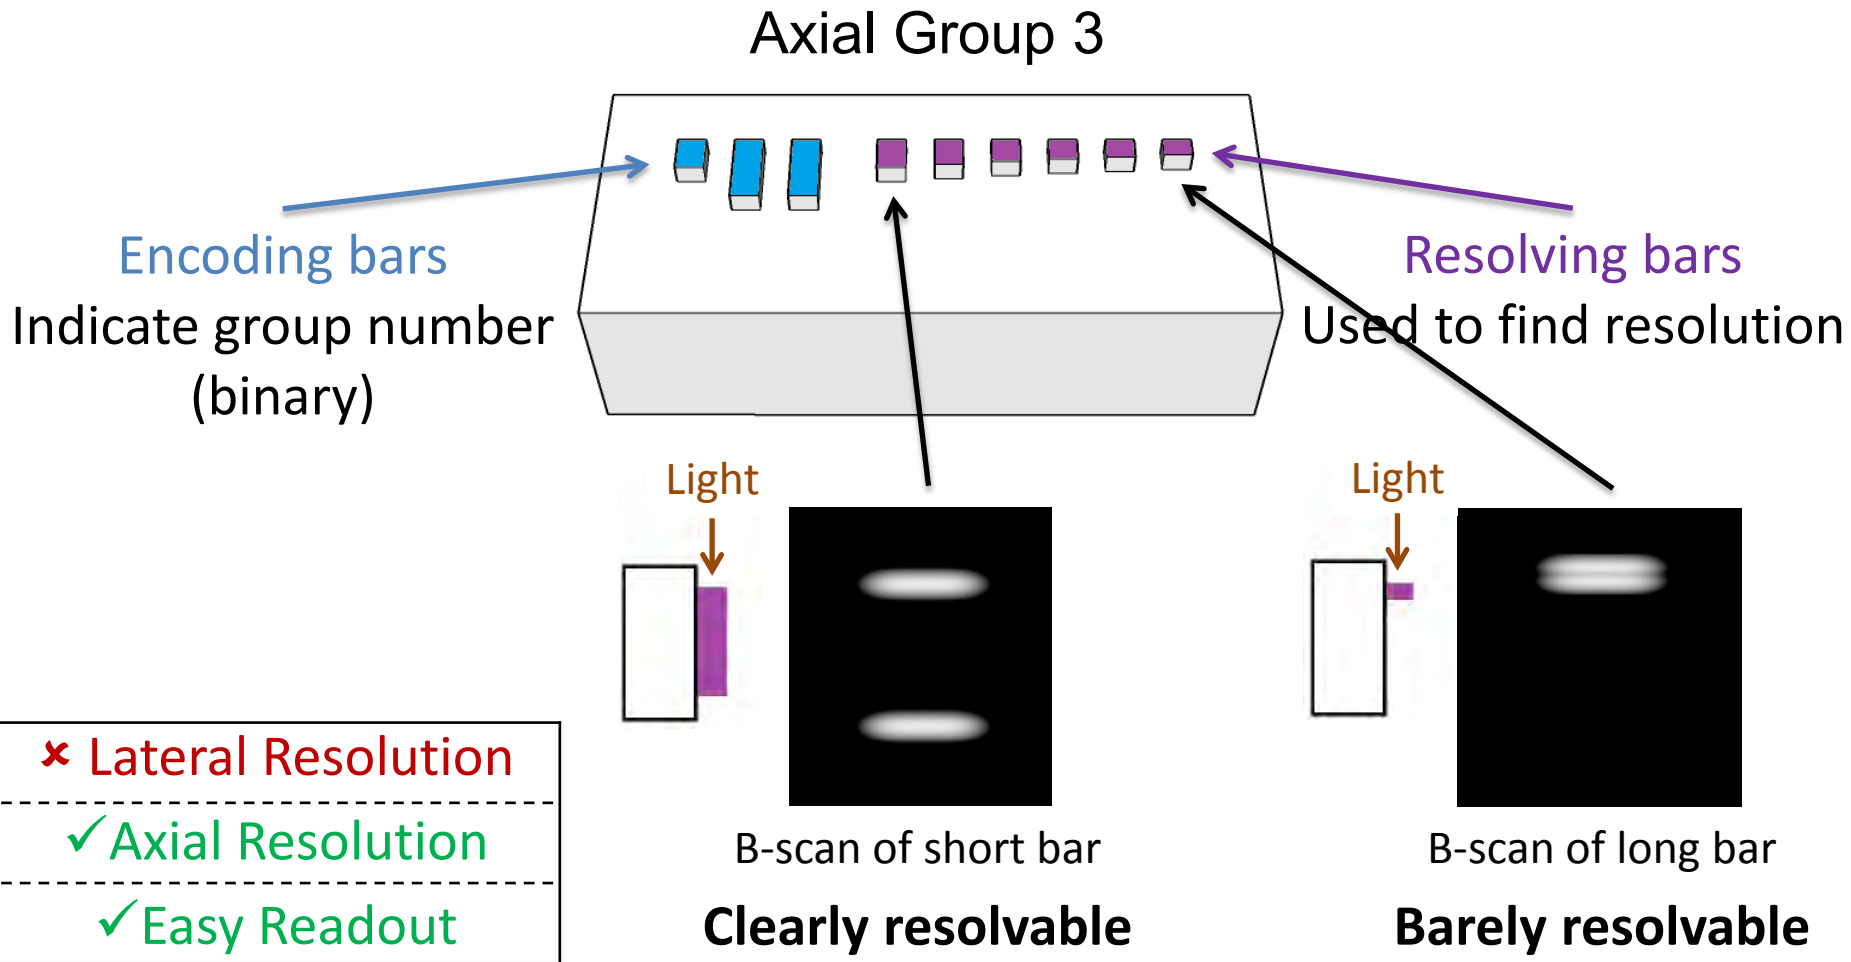 Axial Group 3
Encoding bars
Indicate group number
(binary)
Resolving bars
Used to find resolution
Light
Light
✘ Lateral Resolution
✓Axial Resolution
✓Easy Readout
B-scan of short bar
Clearly resolvable
B-scan of long bar
Barely resolvable